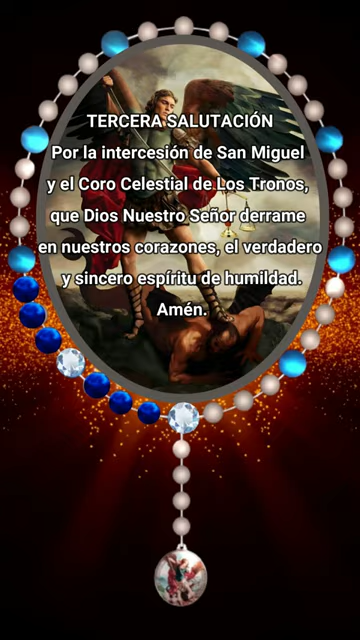 TERCERA SALUTACIÓN
Por la intercesión de San Miguel
y el Coro Celestial de Los Tronos,
que Dios Nuestro Señor derrame
en nuestros corazones, el verdadero
y sincero espíritu de humildad.
Amén.